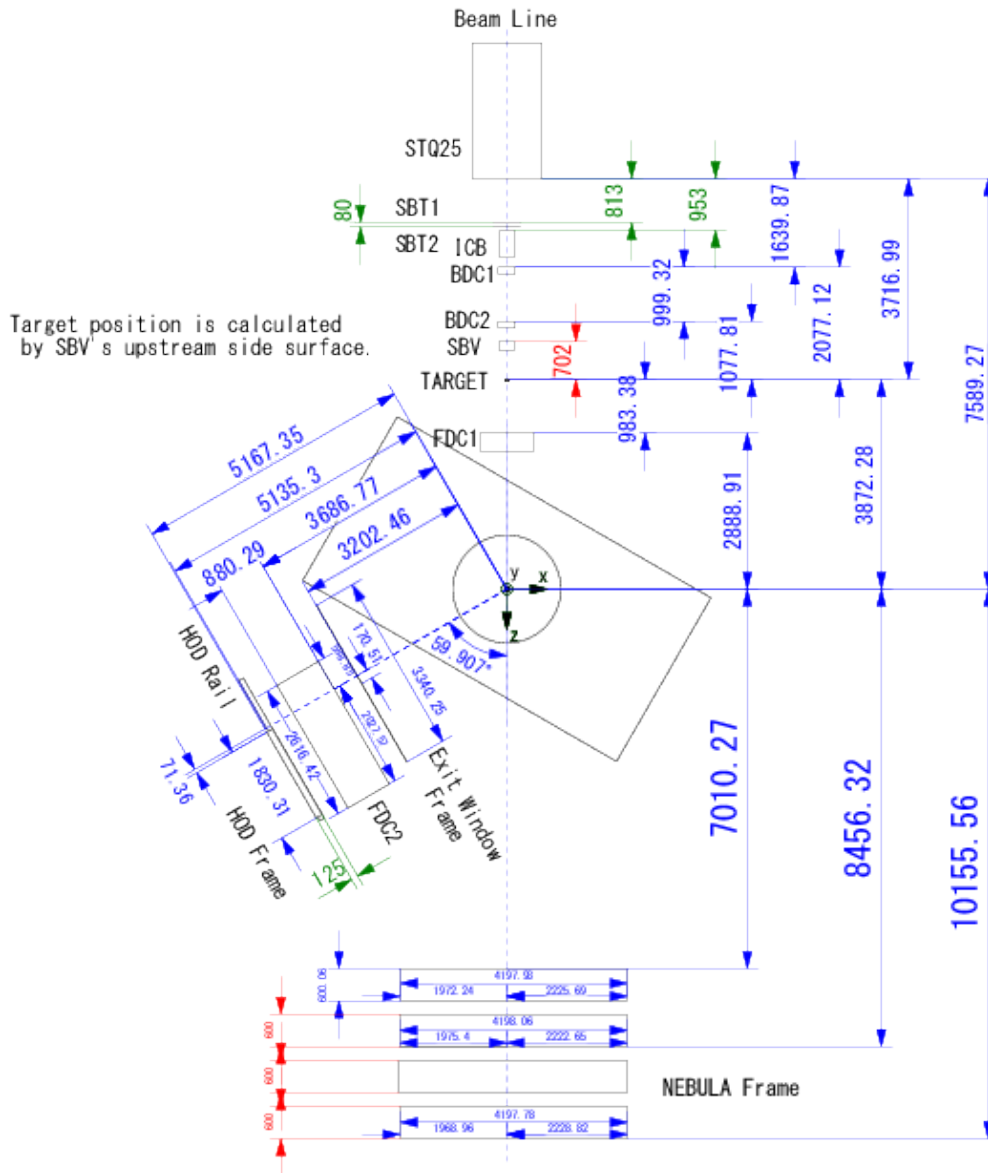 Beam Line
STQ25
813
953
1639.87
80
SBT1
SBT2
ICB
BDC1
3716.99
7589.27
999.32
2077.12
BDC2
SBV
1077.81
702
Target position is calculated
by SBV's upstream side surface.
TARGET
983.38
FDC1
5167.35
5135.3
3686.77
3202.46
880.29
2888.91
3872.28
y
x
z
59.907°
170.51
3340.25
2927.57
2616.42
HOD Rail
71.36
1830.31
HOD Frame
125
FDC2
Exit Window
Frame
7010.27
8456.32
10155.56
600.06
4197.93
1972.24
2225.69
600
4198.06
1975.4
2222.65
600
NEBULA Frame
600
4197.78
1968.96
2228.82